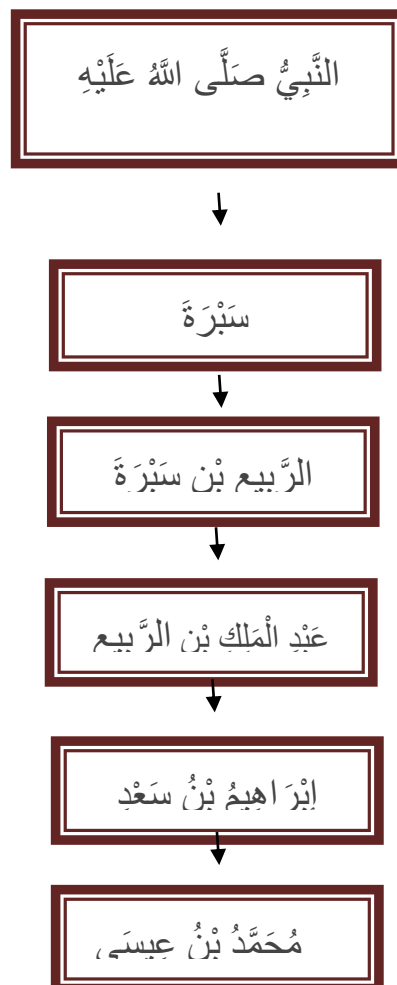 النَّبِيُّ صَلَّى اللَّهُ عَلَيْهِ
سَبْرَةَ
الرَّبِيعِ بْنِ سَبْرَةَ
عَبْدِ الْمَلِكِ بْنِ الرَّبِيعِ
إِبْرَاهِيمُ بْنُ سَعْدٍ
مُحَمَّدُ بْنُ عِيسَى